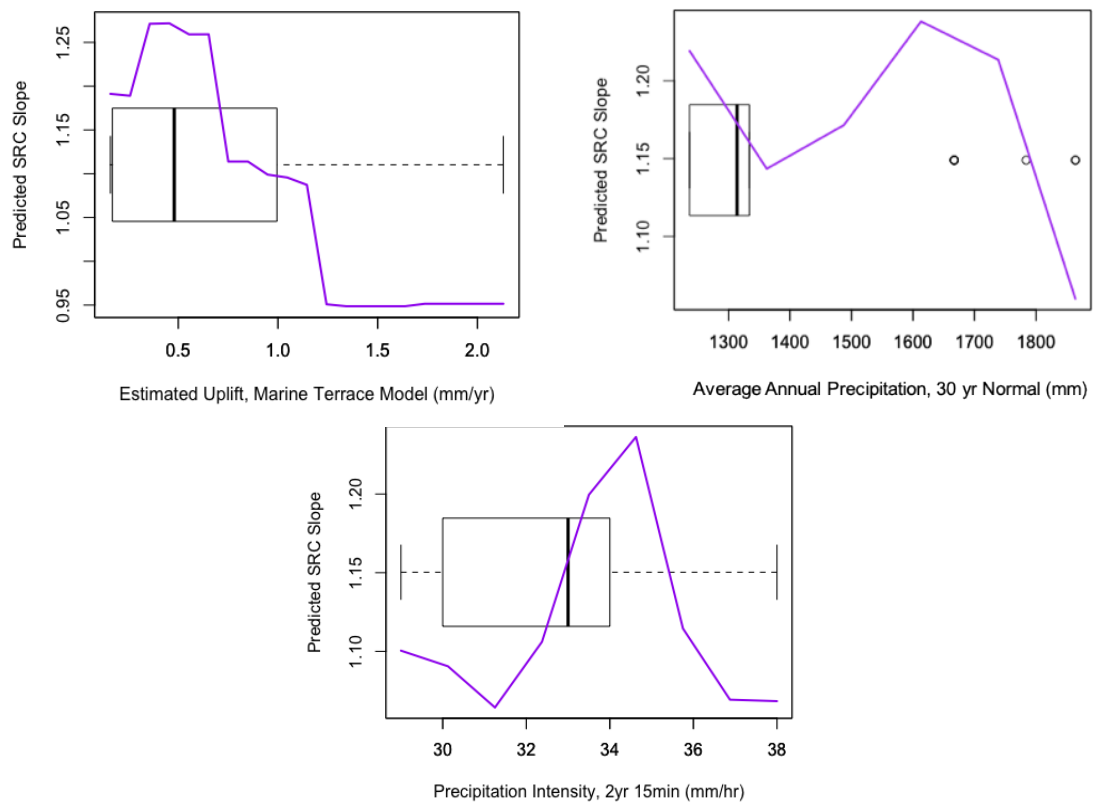 Predicted SRC Slope
1.25
1.15
1.05
0.95
0.5 1.0 1.5 2.0
Estimated Uplift, Marine Terrace Model (mm/yr)
Predicted SRC Slope
1.20
1.15
1.10
1300 1400 1500 1600 1700 1800
Average Annual Precipitation, 30 yr Normal (mm)
Predicted SRC Slope
1.20
1.15
1.10
30 32 34 36 38
Precipitation Intensity, 2yr 15min (mm/hr)